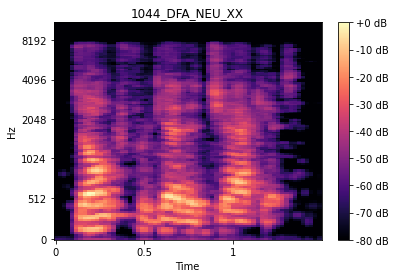 1044_DFA_NEU_XX
+0 dB
8192
-10 dB
4096
-20 dB
-30 dB
2048
Hz
-40 dB
1024
-50 dB
512
-60 dB
-70 dB
0
-80 dB
0
0.5
1
Time